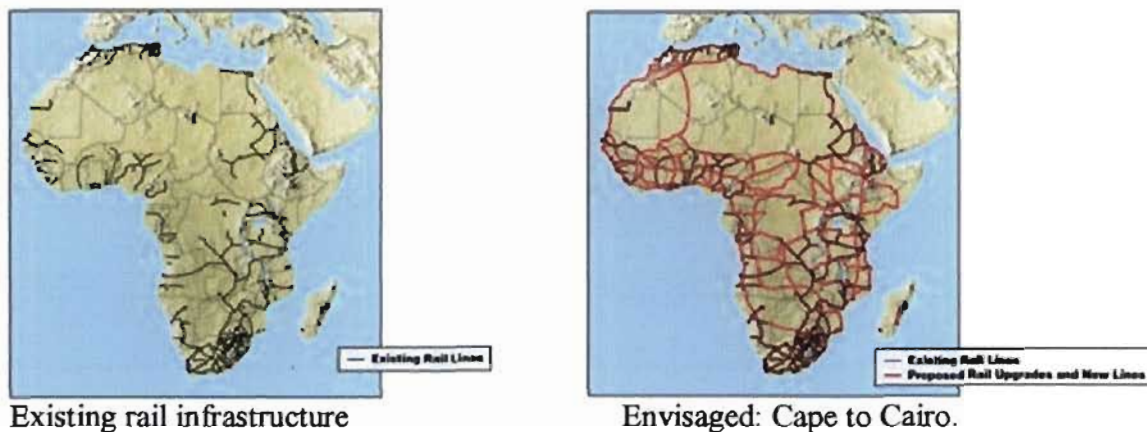 Existing Rail Lines
Existing Rail Lines
Proposed Rail Upgrades and New Lines
Existing rail infrastructure
Envisaged: Cape to Cairo.